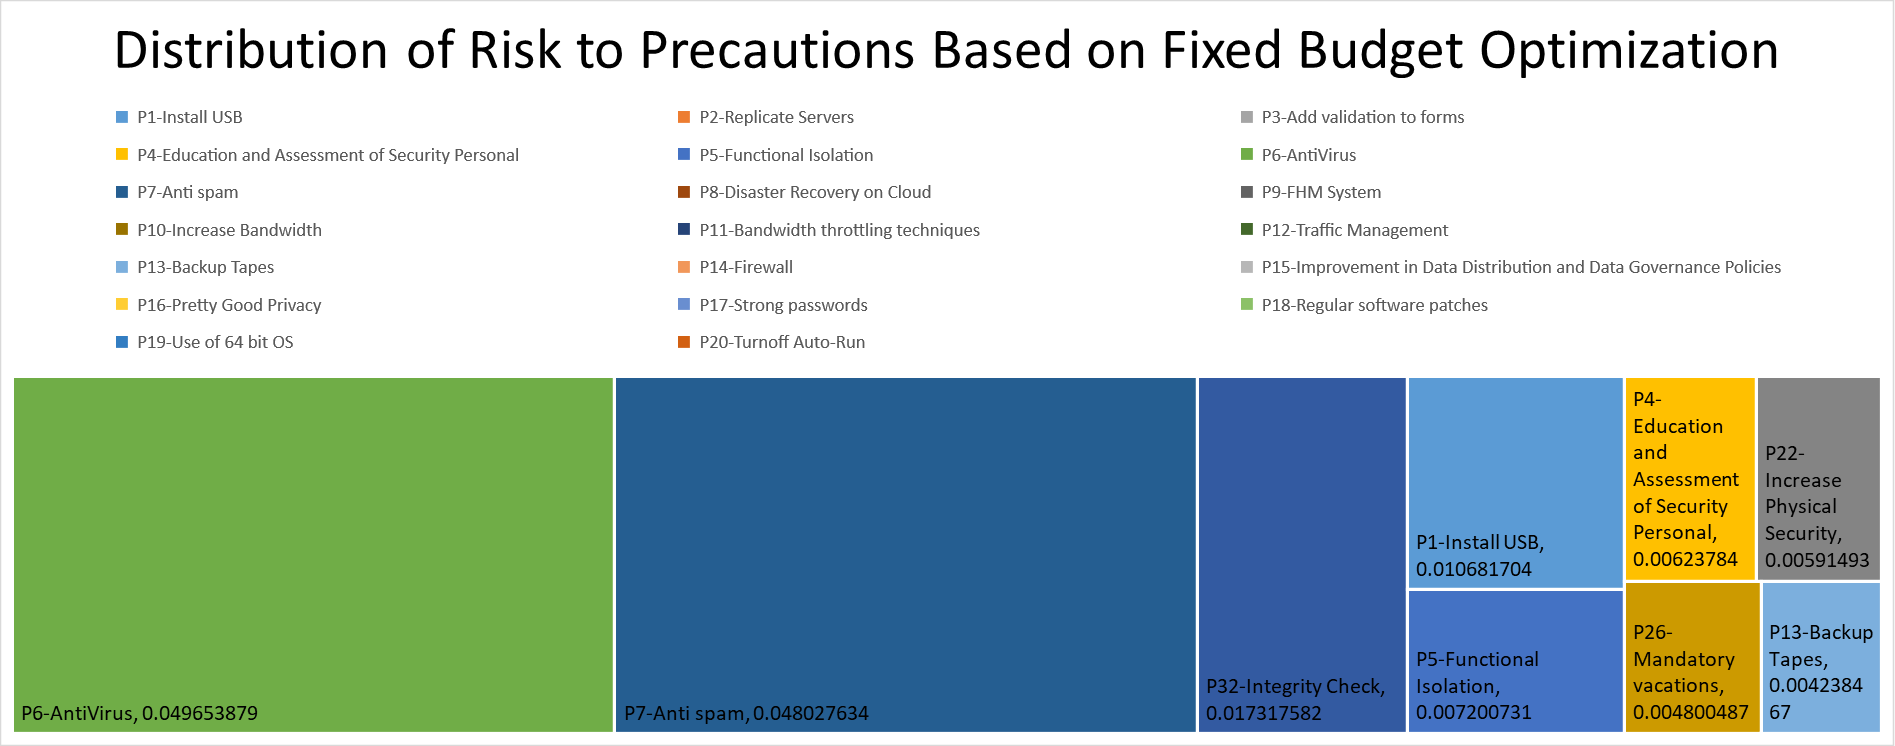 Distribution of Risk to Precautions Based on Fixed Budget Optimization
P1-Install USB
P2-Replicate Servers
P3-Add validation to forms
P4-Education and Assessment of Security Personal
P5-Functional Isolation
P6-AntiVirus
P7-Anti spam
P8-Disaster Recovery on Cloud
P9-FHM System
P10-Increase Bandwidth
P11-Bandwidth throttling techniques
P12-Traffic Management
P13-Backup Tapes
P14-Firewall
P15-Improvement in Data Distribution and Data Governance Policies
P16-Pretty Good Privacy
P17-Strong passwords
P18-Regular software patches
P19-Use of 64 bit OS
P20-Turnoff Auto-Run
P6-AntiVirus, 0.049653879
P7-Anti spam, 0.048027634
P32-Integrity Check,
0.017317582
P1-Install USB,
0.010681704
P5-Functional
Isolation,
0.007200731
P4-
Education
and
Assessment
of Security
Personal,
0.00623784
P22-
Increase
Physical
Security,
0.00591493
P26-
Mandatory
vacations,
0.004800487
P13-Backup
Tapes,
0.0042384
67